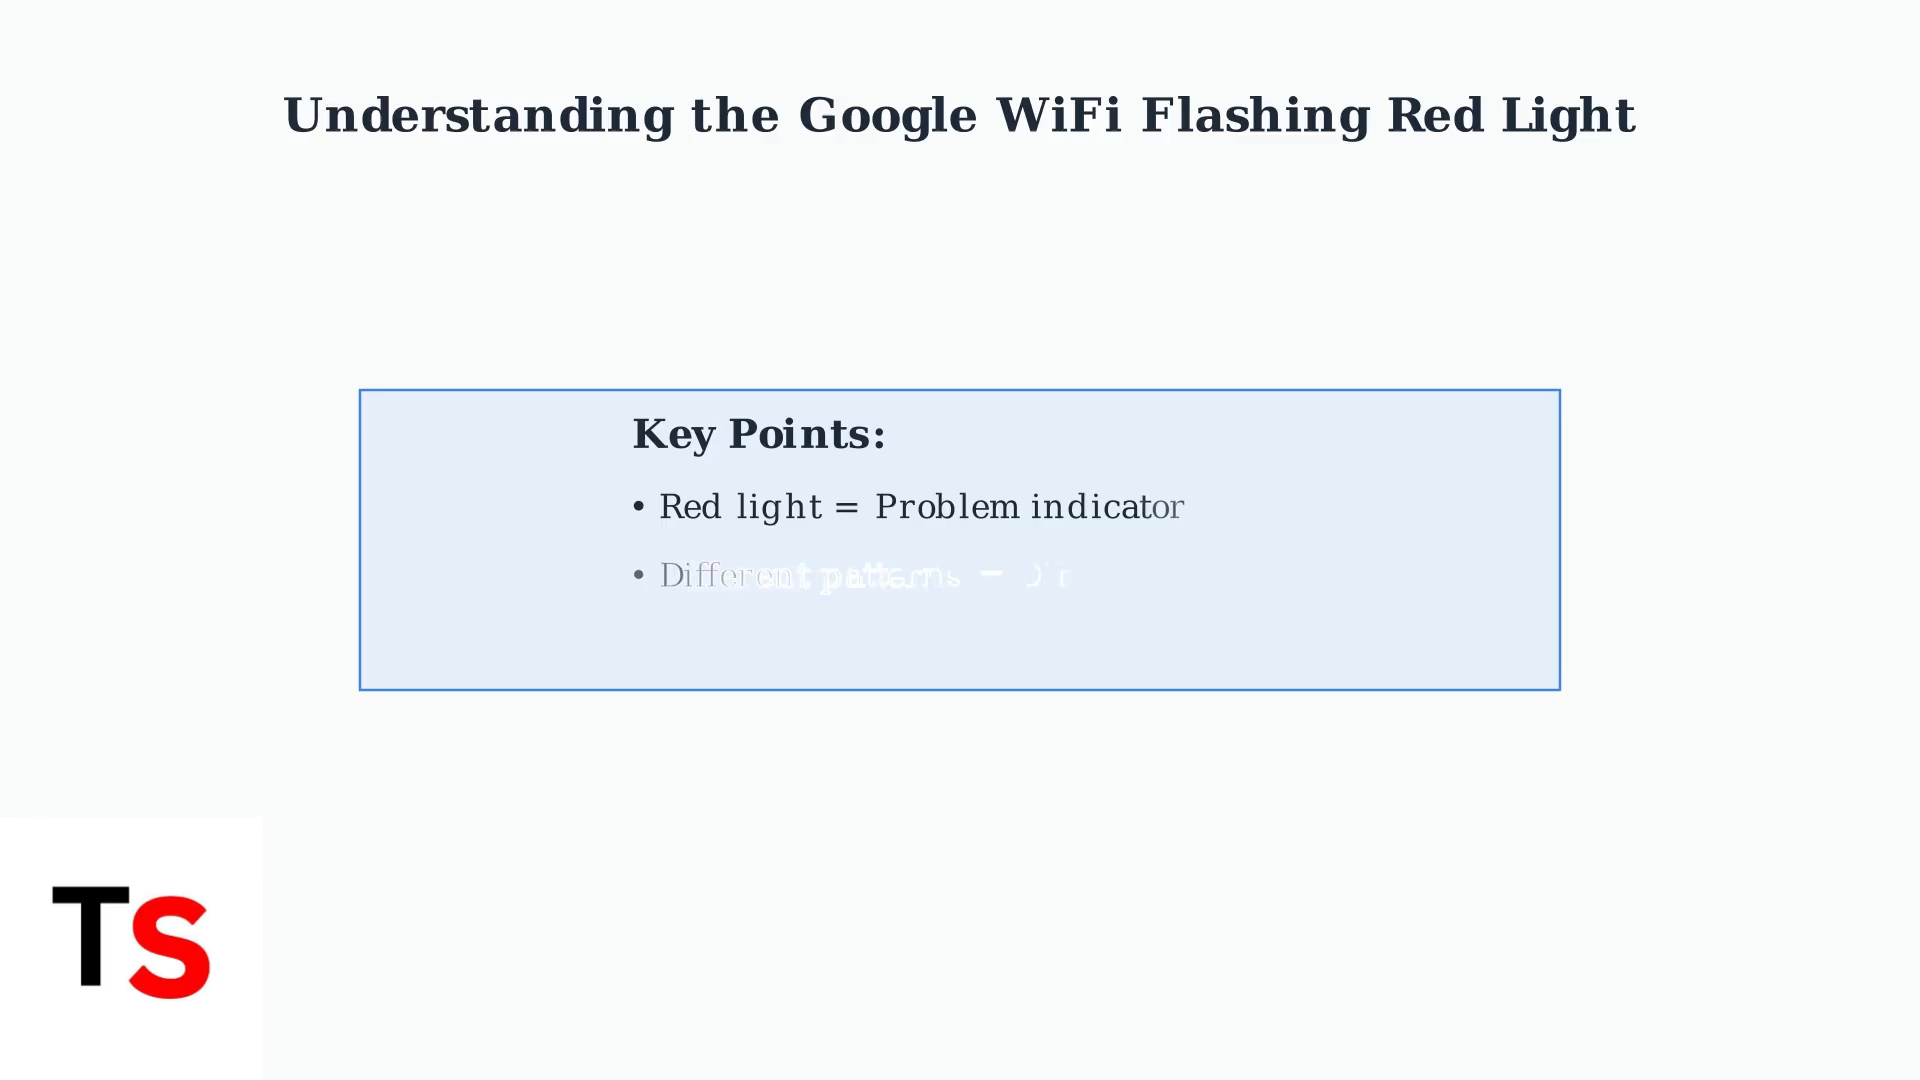 Understanding the Google WiFi Flashing Red Light
Key Points:
• Red light = Problem indicator
• Different patterns =
TS